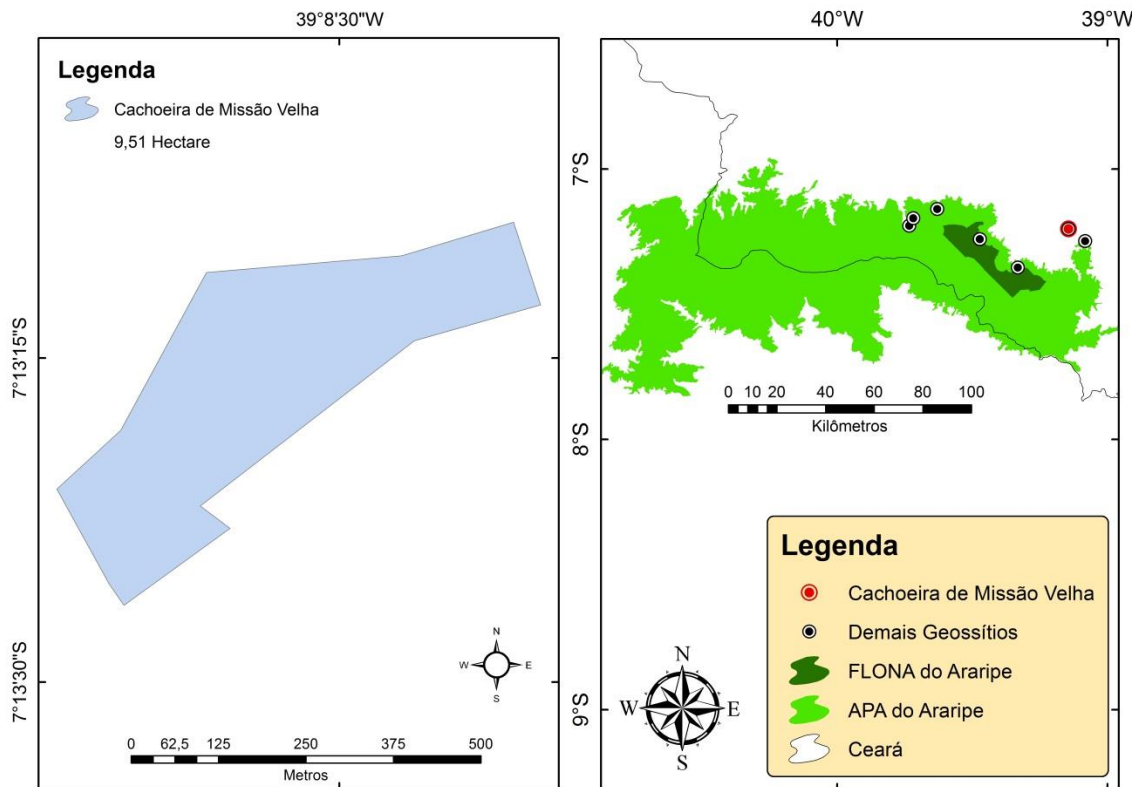 39°8'30"W
Legenda
Cachoeira de Missão Velha
9,51 Hectare
7°13'15"S
7°13'30"S
N
W E
S
0 62,5 125 250 375 500
Metros
40°W 39°W
7°S
8°S
9°S
0 10 20 40 60 80 100
Kilômetros
N
W E
S
Legenda
Cachoeira de Missão Velha
Demais Geossítios
FLONA do Araripe
APA do Araripe
Ceará